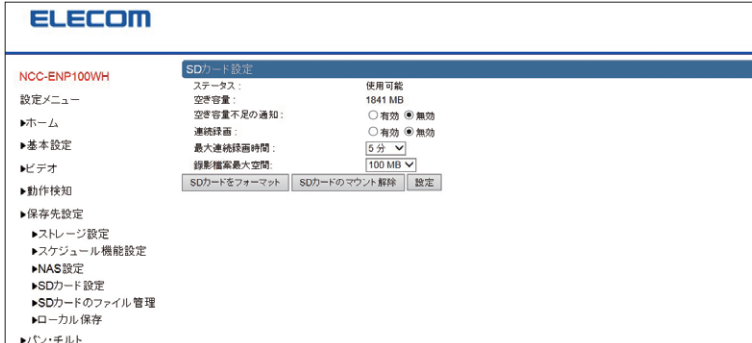 ELECOM
NCC-ENP100WH
設定メニュー
▶ホーム
▶基本設定
▶ビデオ
▶動作検知
▶保存先設定
▶ストレージ設定
▶スケジュール機能設定
▶NAS設定
▶SDカード設定
▶SDカードのファイル管理
▶ローカル保存
▶パン・チルト
SDカード設定
ステータス: 使用可能
空き容量: 1841 MB
空き容量不足の通知: 有効 無効
連続録画: 有効 無効
最大連続録画時間: 5 分
錄影檔案最大空間: 100 MB
SDカードをフォーマット SDカードのマウント解除 設定